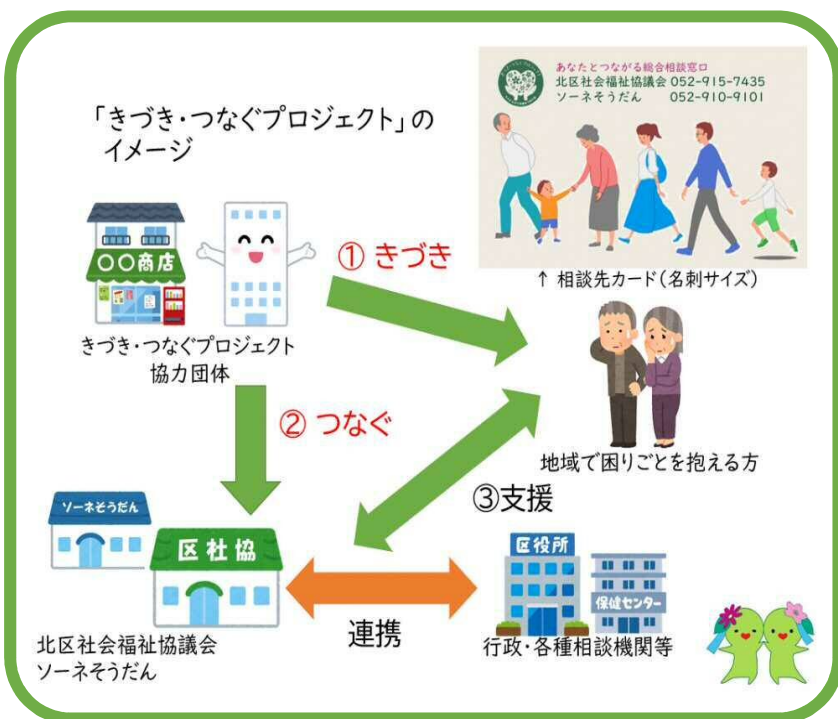 「きづき・つなぐプロジェクト」の
イメージ
あなたとつながる総合相談窓口
北区社会福祉協議会 052-915-7435
ソーネそうだん 052-910-9101
↑ 相談先カード(名刺サイズ)
〇〇商店
① きづき
きづき・つなぐプロジェクト
協力団体
② つなぐ
地域で困りごとを抱える方
③支援
ソーネそうだん
区社協
区役所
保健センター
連携
北区社会福祉協議会
ソーネそうだん
行政・各種相談機関等